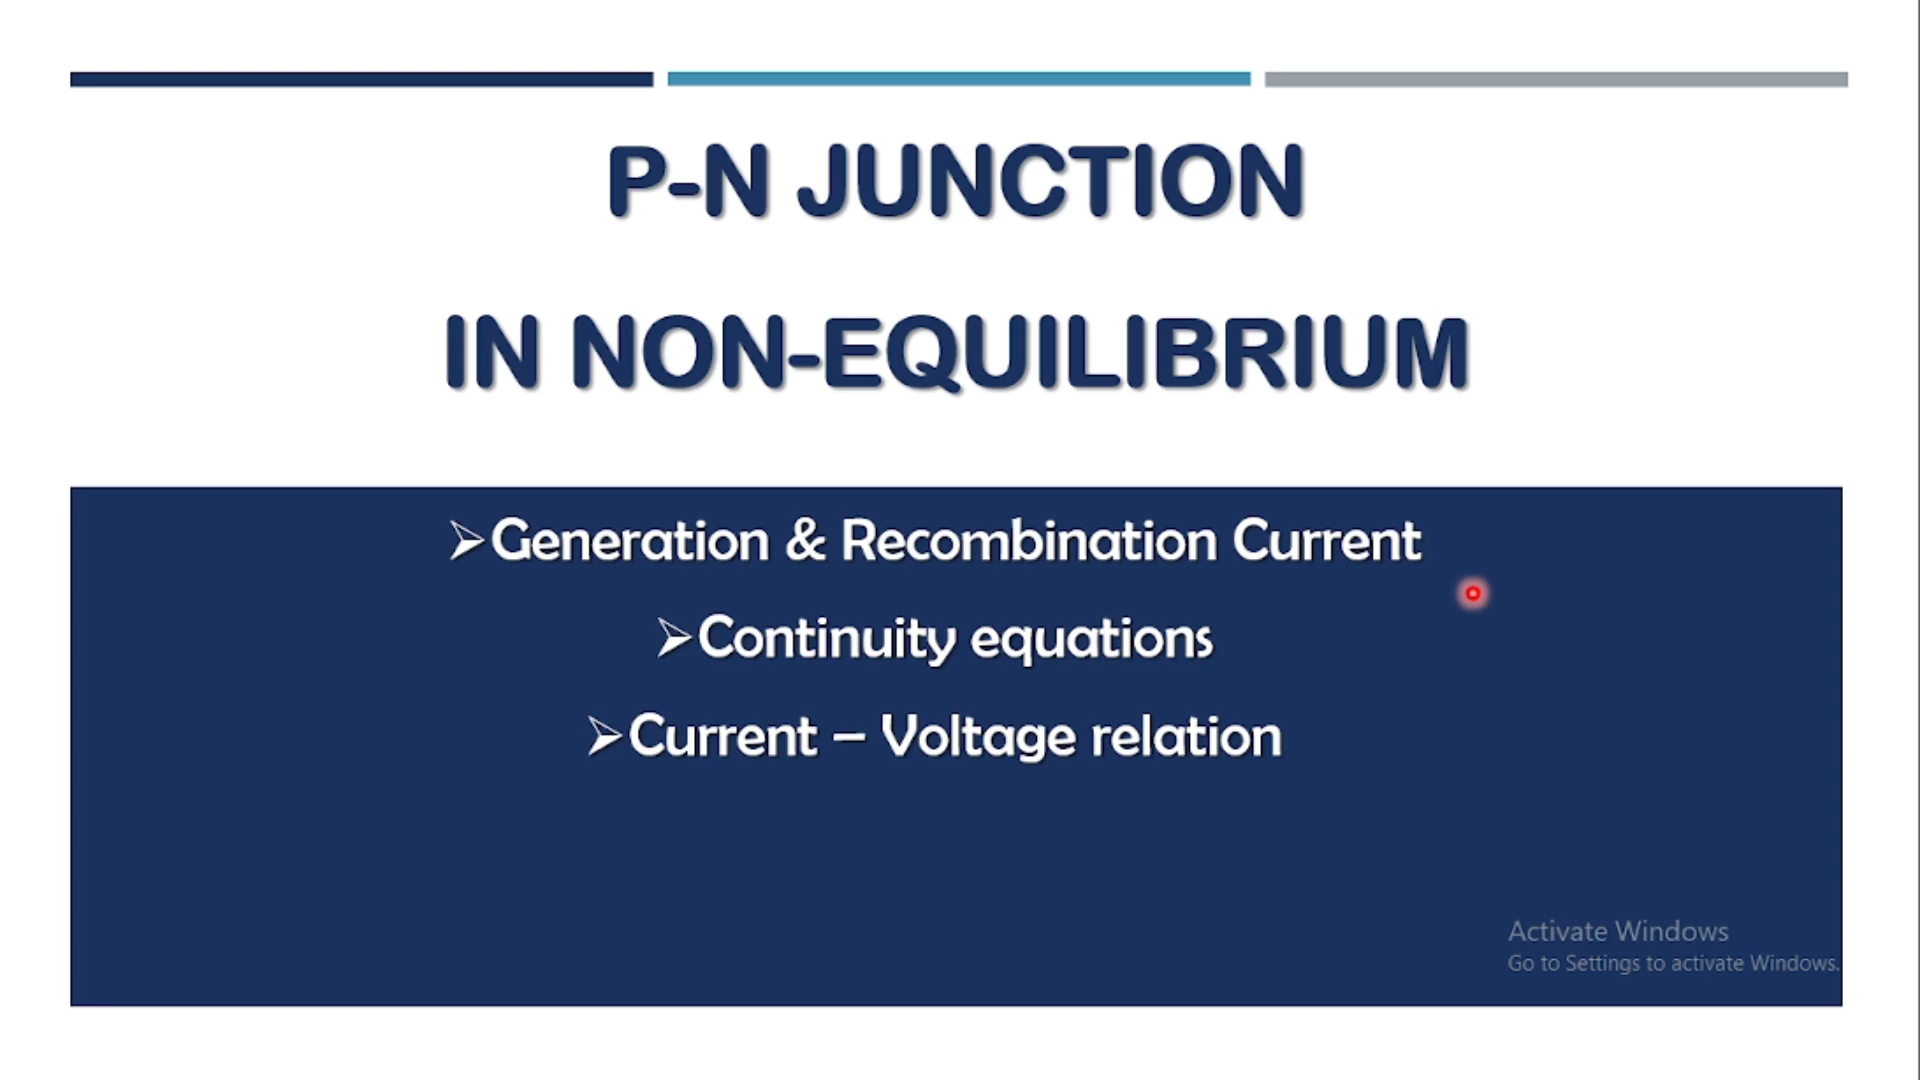 P-N JUNCTION
IN NON-EQUILIBRIUM
➢Generation & Recombination Current
➢Continuity equations
➢Current – Voltage relation
Activate Windows
Go to Settings to activate Windows.